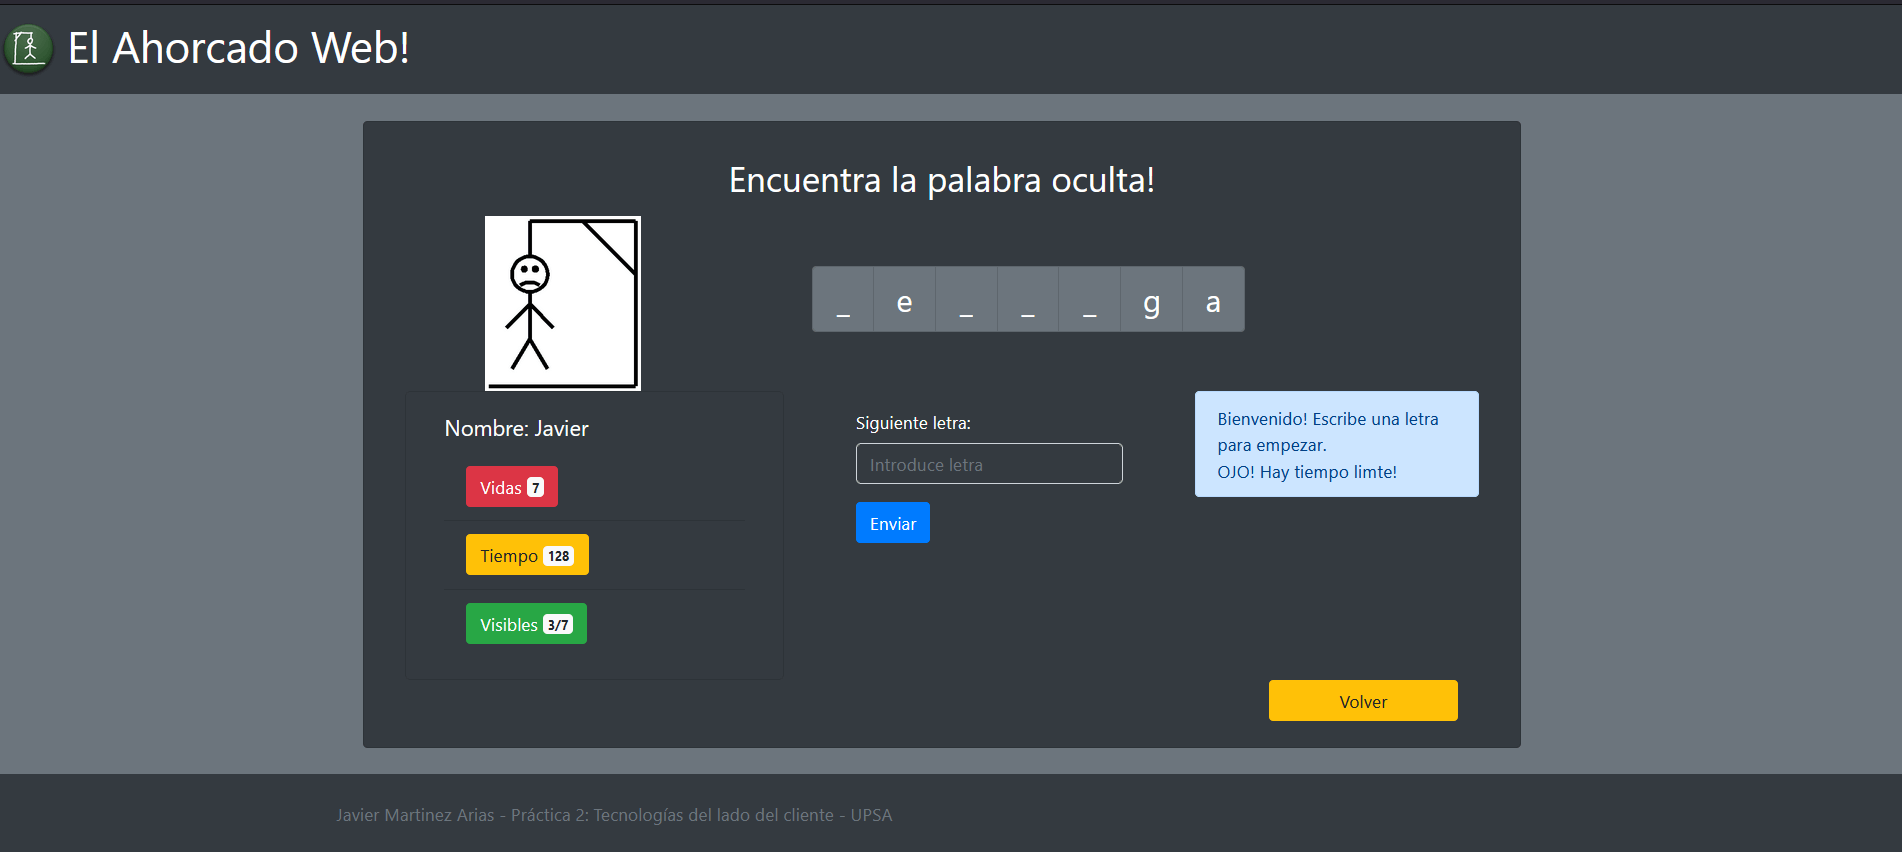 El Ahorcado Web!
Encuentra la palabra oculta!
_ e _ _ _ g a
Nombre: Javier
Vidas 7
Tiempo 128
Visibles 3/7
Siguiente letra:
Introduce letra
Enviar
Bienvenido! Escribe una letra
para empezar.
OJO! Hay tiempo limte!
Volver
Javier Martinez Arias - Práctica 2: Tecnologías del lado del cliente - UPSA